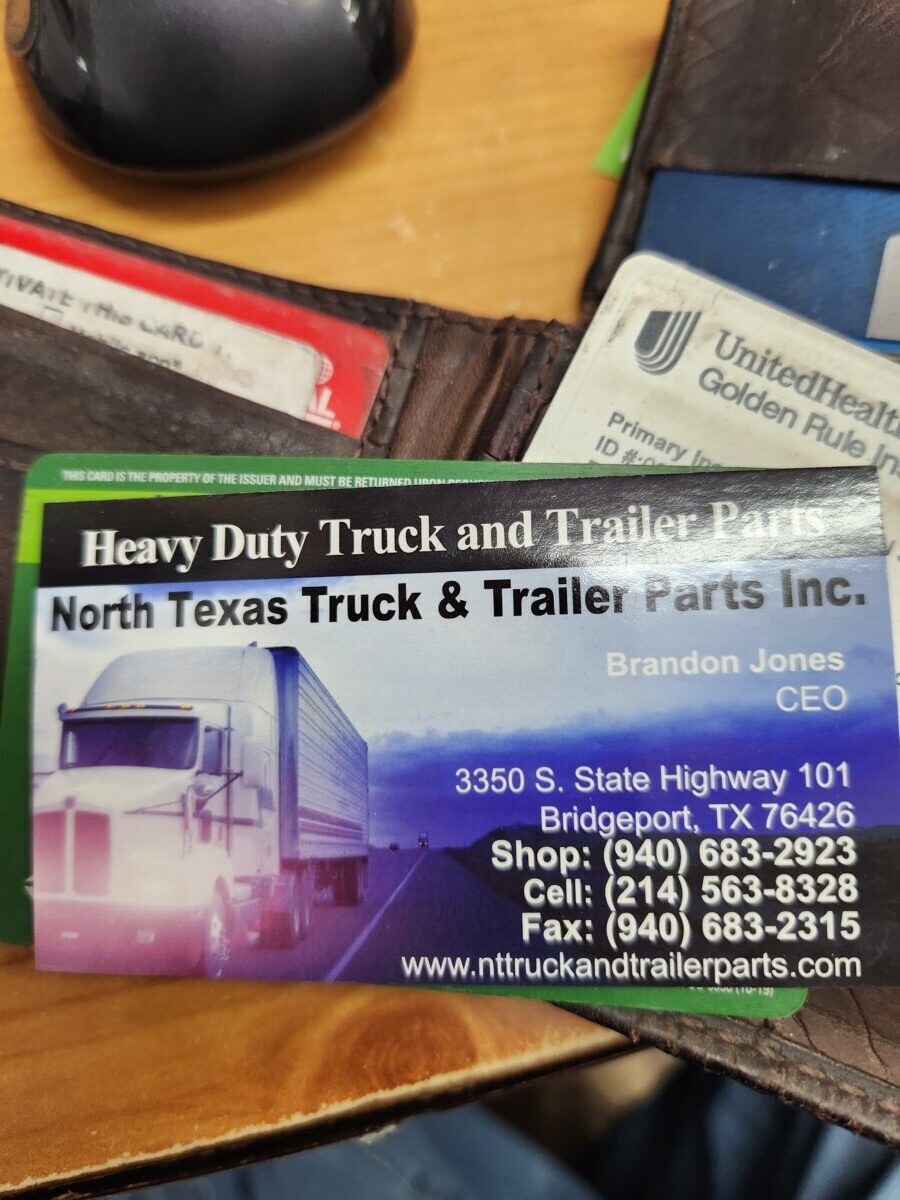 THIS CARD
UnitedHealth
Golden Rule
Primary
ID #:
THIS CARD IS THE PROPERTY OF THE ISSUER AND MUST BE RETURNED UPON
Heavy Duty Truck and Trailer Parts
North Texas Truck & Trailer Parts Inc.
Brandon Jones
CEO
3350 S. State Highway 101
Bridgeport, TX 76426
Shop: (940) 683-2923
Cell: (214) 563-8328
Fax: (940) 683-2315
www.nttruckandtrailerparts.com